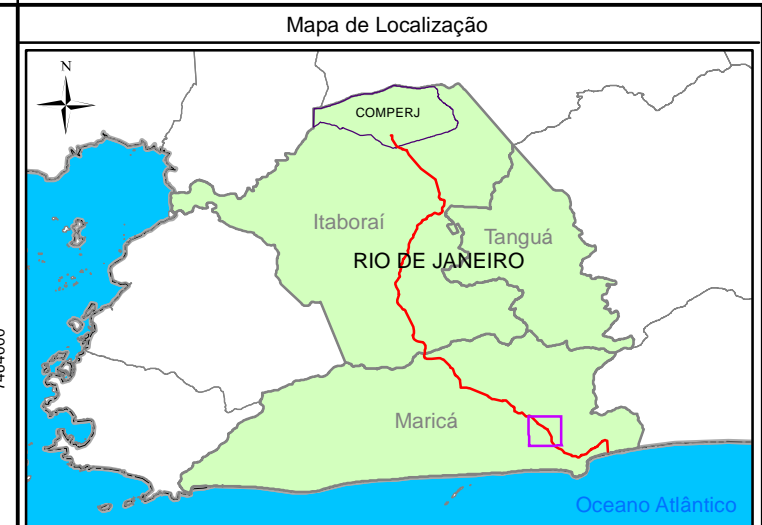 Mapa de Localização
N
COMPERJ
Itaboraí
Tanguá
RIO DE JANEIRO
Maricá
Oceano Atlântico